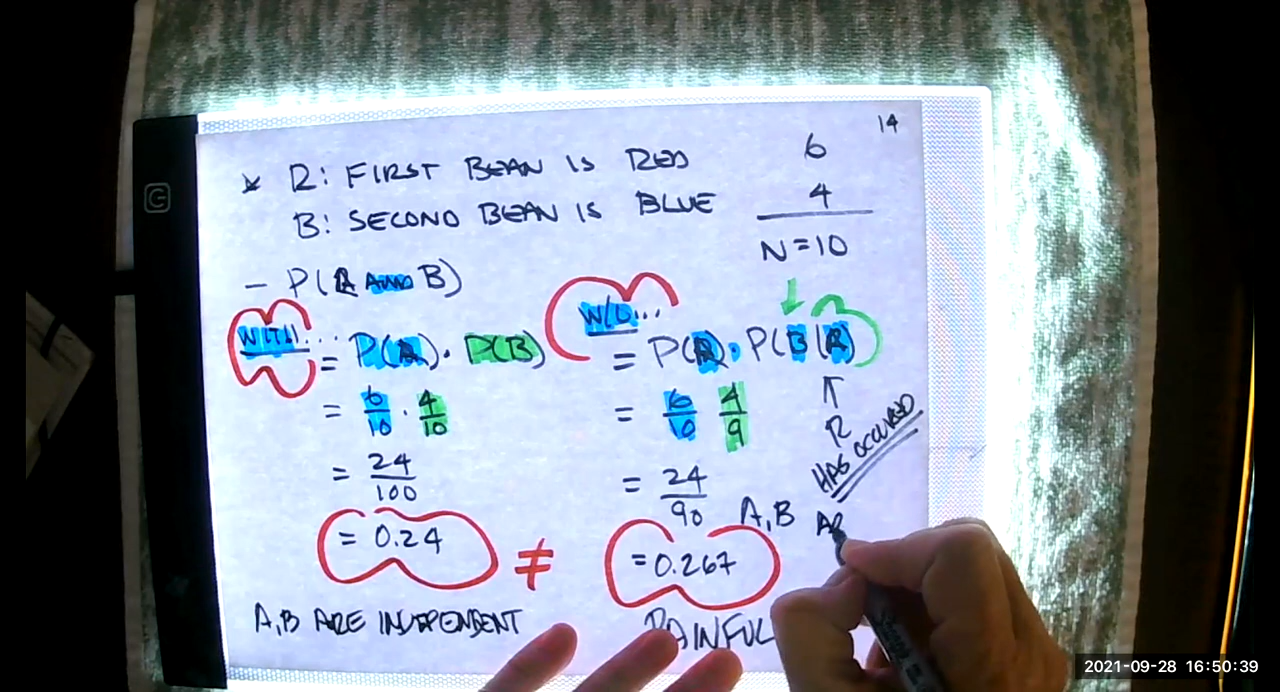 14
R: FIRST BEAN IS RED
B: SECOND BEAN IS BLUE
6
4
N=10
- P(R AND B)
W(L)...
= P(R) · P(B|R)
= 6/10 4/9
= 24/90
= 0.267
= P(R) · P(B)
= 6/10 · 4/10
= 24/100
= 0.24
≠
↑
R
HAS OCCURED
A,B
A,B ARE INDEPENDENT
2021-09-28 16:50:39